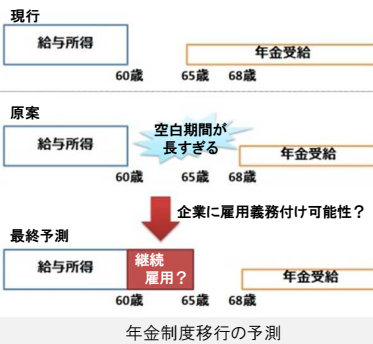 現行
給与所得
年金受給
60歳 65歳 68歳
原案
空白期間が
長すぎる
給与所得
年金受給
60歳 65歳 68歳
企業に雇用義務付け可能性？
最終予測
継続
雇用？
給与所得
年金受給
60歳 65歳 68歳
年金制度移行の予測